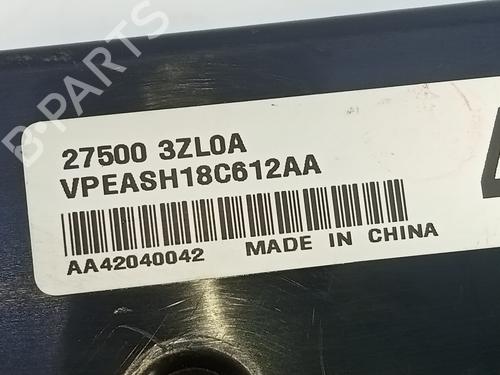 B-PARTS
27500 3ZL0A
VPEASH18C612AA
AA42040042 MADE IN CHINA